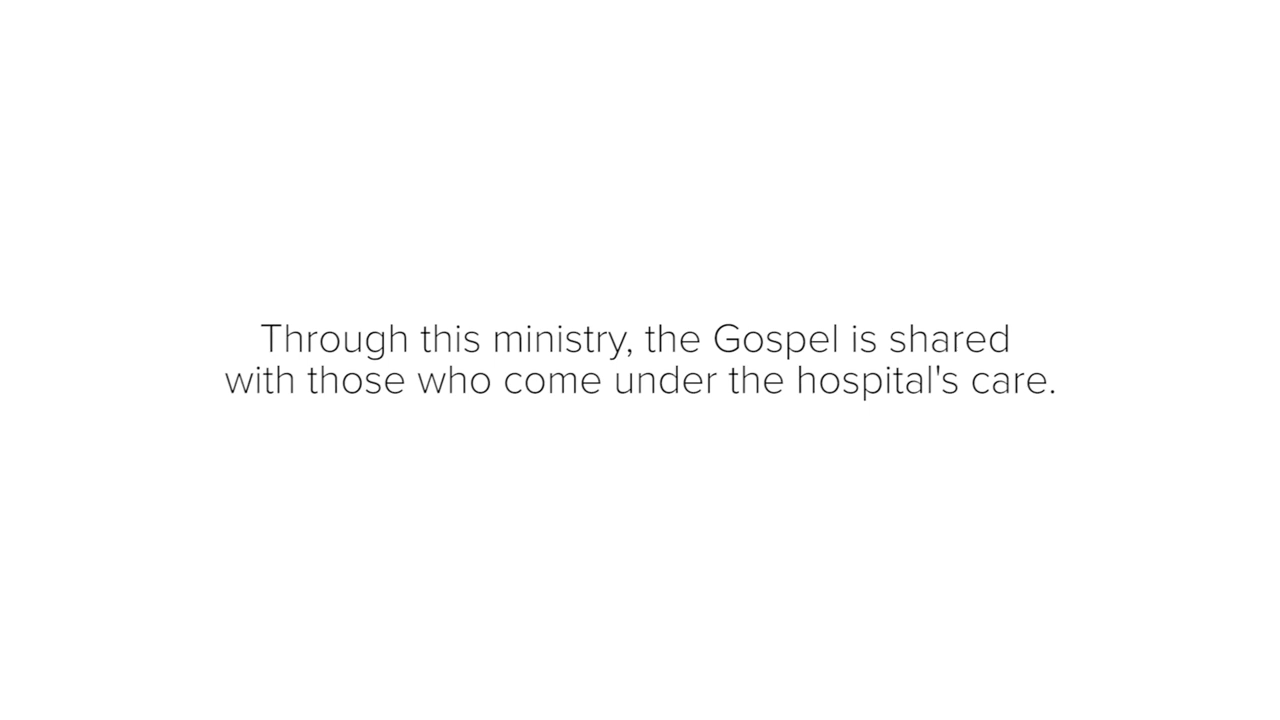 Through this ministry, the Gospel is shared
with those who come under the hospital's care.